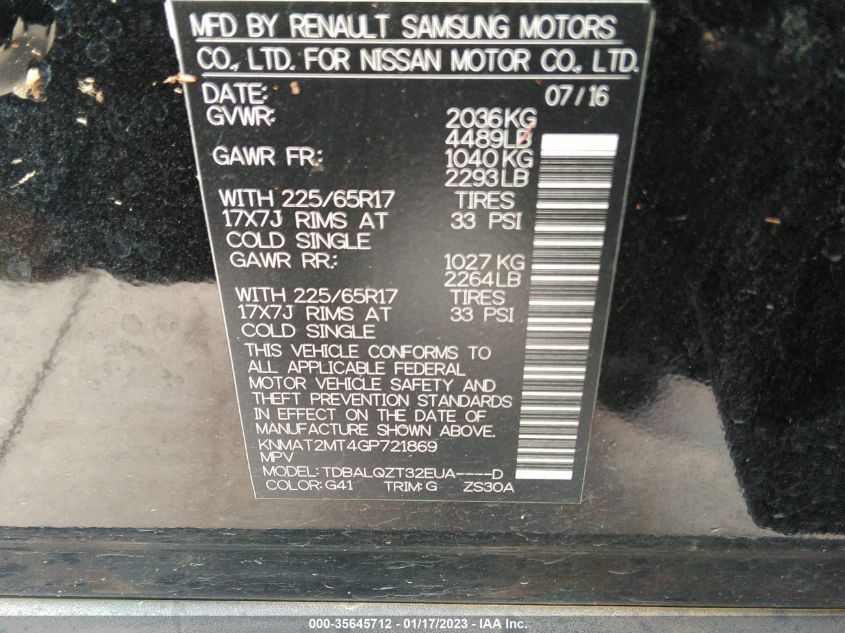 MFD BY RENAULT SAMSUNG MOTORS
CO., LTD. FOR NISSAN MOTOR CO., LTD.
DATE: 07/16
GVWR: 2036KG
4489LB
GAWR FR: 1040KG
2293LB
WITH 225/65R17 TIRES
17X7J RIMS AT 33 PSI
COLD SINGLE
GAWR RR: 1027KG
2264LB
WITH 225/65R17 TIRES
17X7J RIMS AT 33 PSI
COLD SINGLE
THIS VEHICLE CONFORMS TO
ALL APPLICABLE FEDERAL
MOTOR VEHICLE SAFETY AND
THEFT PREVENTION STANDARDS
IN EFFECT ON THE DATE OF
MANUFACTURE SHOWN ABOVE.
KNMAT2MT4GP721869
MPV
MODEL: TDBALQZT32EUA----D
COLOR:G41 TRIM:G ZS30A
000-35645712 - 01/17/2023 - IAA Inc.